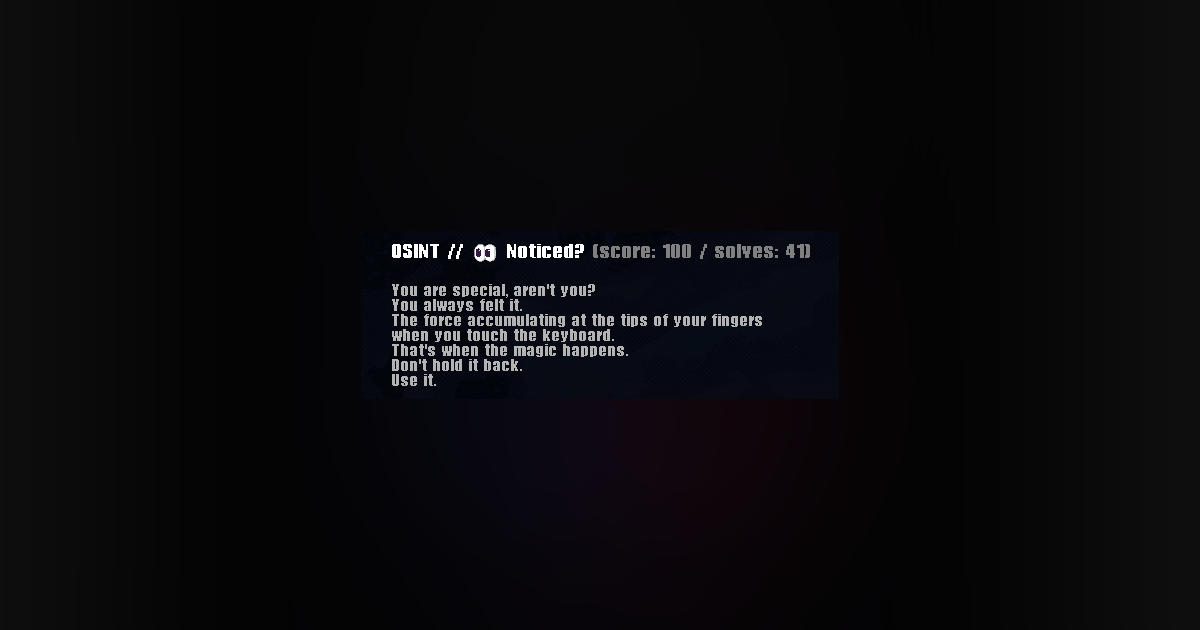 OSINT // 👀 Noticed? (score: 100 / solves: 41)
You are special, aren't you?
You always felt it.
The force accumulating at the tips of your fingers
when you touch the keyboard.
That's when the magic happens.
Don't hold it back.
Use it.